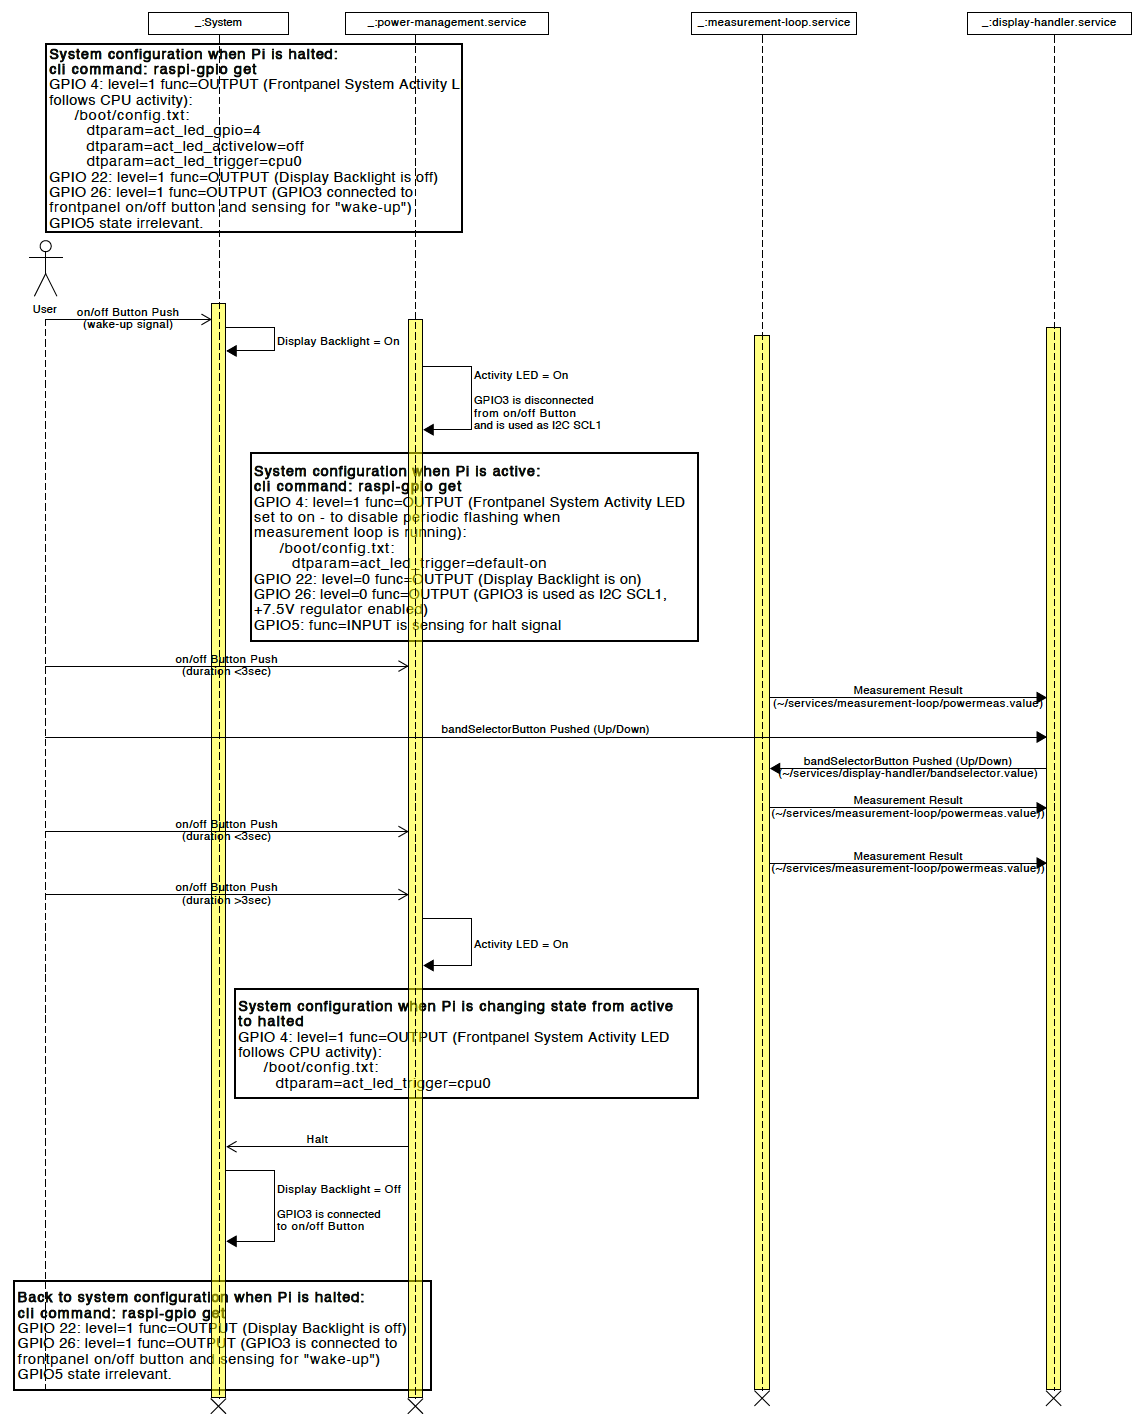 _:System
_:power-management.service
_:measurement-loop.service
_:display-handler.service
System configuration when Pi is halted:
cli command: raspi-gpio get
GPIO 4: level=1 func=OUTPUT (Frontpanel System Activity L
follows CPU activity):
/boot/config.txt:
dtparam=act_led_gpio=4
dtparam=act_led_activelow=off
dtparam=act_led_trigger=cpu0
GPIO 22: level=1 func=OUTPUT (Display Backlight is off)
GPIO 26: level=1 func=OUTPUT (GPIO3 connected to
frontpanel on/off button and sensing for "wake-up")
GPIO5 state irrelevant.
User
on/off Button Push
(wake-up signal)
Display Backlight = On
Activity LED = On
GPIO3 is disconnected
from on/off Button
and is used as I2C SCL1
System configuration when Pi is active:
cli command: raspi-gpio get
GPIO 4: level=1 func=OUTPUT (Frontpanel System Activity LED
set to on - to disable periodic flashing when
measurement loop is running):
/boot/config.txt:
dtparam=act_led_trigger=default-on
GPIO 22: level=0 func=OUTPUT (Display Backlight is on)
GPIO 26: level=0 func=OUTPUT (GPIO3 is used as I2C SCL1,
+7.5V regulator enabled)
GPIO5: func=INPUT is sensing for halt signal
on/off Button Push
(duration <3sec)
Measurement Result
(~/services/measurement-loop/powermeas.value)
bandSelectorButton Pushed (Up/Down)
bandSelectorButton Pushed (Up/Down)
(~/services/display-handler/bandselector.value)
Measurement Result
(~/services/measurement-loop/powermeas.value))
on/off Button Push
(duration <3sec)
Measurement Result
(~/services/measurement-loop/powermeas.value))
on/off Button Push
(duration >3sec)
Activity LED = On
System configuration when Pi is changing state from active
to halted
GPIO 4: level=1 func=OUTPUT (Frontpanel System Activity LED
follows CPU activity):
/boot/config.txt:
dtparam=act_led_trigger=cpu0
Halt
Display Backlight = Off
GPIO3 is connected
to on/off Button
Back to system configuration when Pi is halted:
cli command: raspi-gpio get
GPIO 22: level=1 func=OUTPUT (Display Backlight is off)
GPIO 26: level=1 func=OUTPUT (GPIO3 is connected to
frontpanel on/off button and sensing for "wake-up")
GPIO5 state irrelevant.